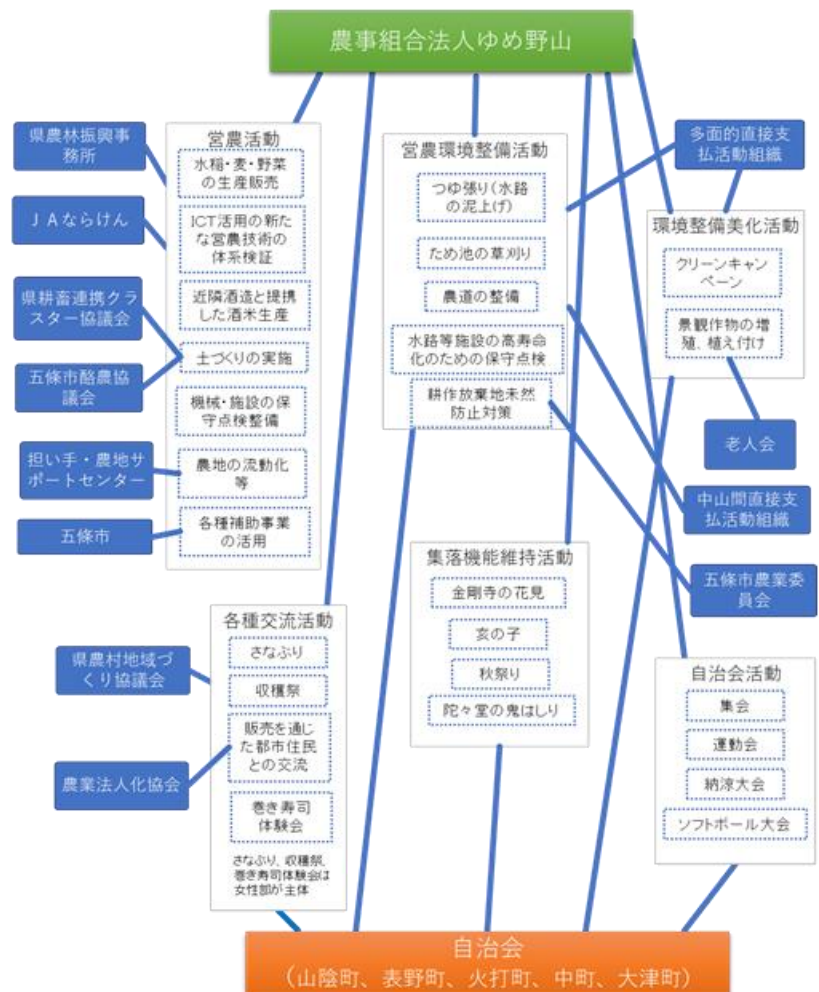 農事組合法人ゆめ野山
県農林振興事
務所
ＪＡならけん
県耕畜連携クラ
スター協議会
五條市酪農協
議会
担い手・農地サ
ポートセンター
五條市
営農活動
水稲・麦・野菜
の生産販売
ICT活用の新た
な営農技術の
体系検証
近隣酒造と提携
した酒米生産
土づくりの実施
機械・施設の保
守点検整備
農地の流動化
等
各種補助事業
の活用
営農環境整備活動
つゆ張り（水路
の泥上げ）
ため池の草刈り
農道の整備
水路等施設の高寿命
化のための保守点検
耕作放棄地未然
防止対策
多面的直接支
払活動組織
環境整備美化活動
クリーンキャン
ペーン
景観作物の増
殖、植え付け
老人会
中山間直接支
払活動組織
五條市農業委
員会
県農村地域づ
くり協議会
農業法人化協会
各種交流活動
さなぶり
収穫祭
販売を通じ
た都市住民
との交流
巻き寿司
体験会
さなぶり、収穫祭、
巻き寿司体験会は
女性部が主体
集落機能維持活動
金剛寺の花見
亥の子
秋祭り
陀々堂の鬼はしり
自治会活動
集会
運動会
納涼大会
ソフトボール大会
自治会
（山陰町、表野町、火打町、中町、大津町）